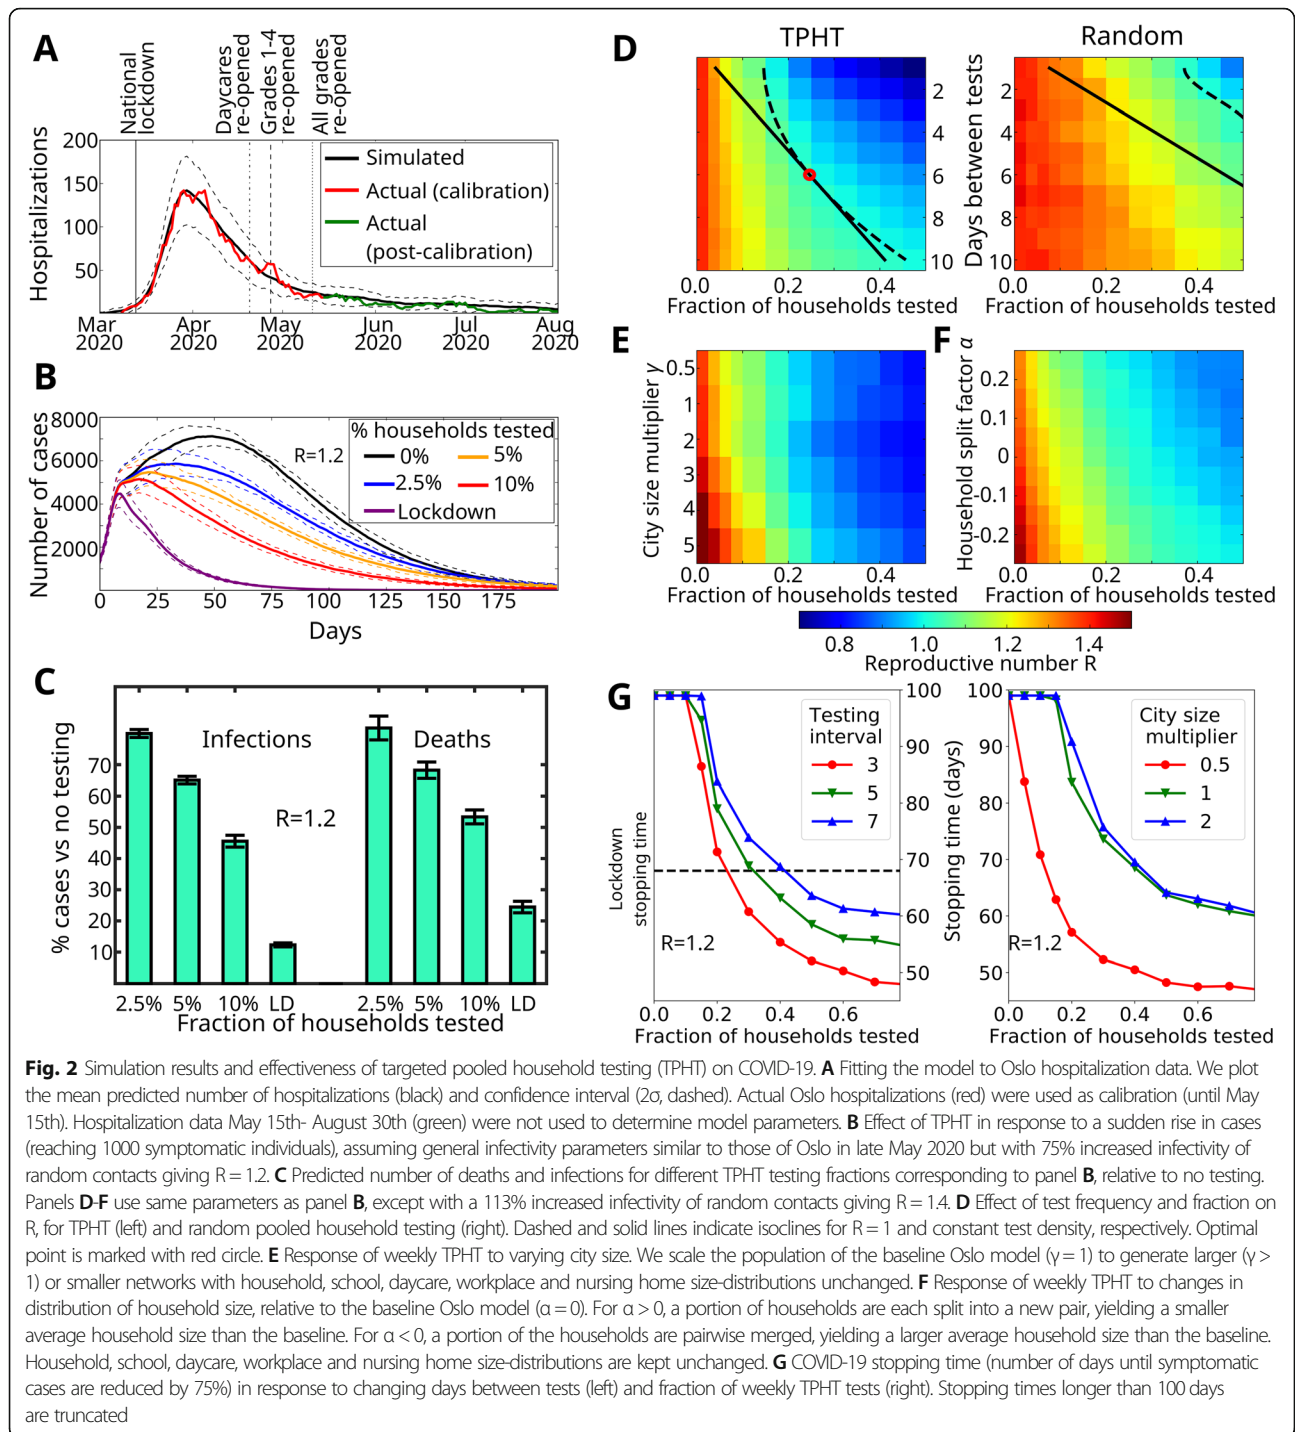 A
National
lockdown
Daycares
re-opened
Grades 1-4
re-opened
All grades
re-opened
Hospitalizations
200
150
100
50
Simulated
Actual (calibration)
Actual
(post-calibration)
Mar
2020
Apr
2020
May
2020
Jun
2020
Jul
2020
Aug
2020
B
Number of cases
8000
6000
4000
2000
R=1.2
% households tested
0%
5%
2.5%
10%
Lockdown
0 25 50 75 100 125 150 175
Days
C
% cases vs no testing
70
60
50
40
30
20
10
Infections
Deaths
R=1.2
2.5% 5% 10% LD 2.5% 5% 10% LD
Fraction of households tested
D
TPHT
2
4
6
8
10
0.0 0.2 0.4
Fraction of households tested
Random
Days between tests
2
4
6
8
10
0.0 0.2 0.4
Fraction of households tested
E
City size multiplier γ
0.5
1
2
3
4
5
0.0 0.2 0.4
Fraction of households tested
F
Household split factor α
0.2
0.1
0
-0.1
-0.2
0.0 0.2 0.4
Fraction of households tested
0.8 1.0 1.2 1.4
Reproductive number R
G
Lockdown
stopping time
Testing
interval
3
5
7
R=1.2
100
90
80
70
60
50
0.0 0.2 0.4 0.6
Fraction of households tested
Stopping time (days)
100
90
80
70
60
50
City size
multiplier
0.5
1
2
R=1.2
0.0 0.2 0.4 0.6
Fraction of households tested
Fig. 2 Simulation results and effectiveness of targeted pooled household testing (TPHT) on COVID-19. A Fitting the model to Oslo hospitalization data. We plot
the mean predicted number of hospitalizations (black) and confidence interval (2σ, dashed). Actual Oslo hospitalizations (red) were used as calibration (until May
15th). Hospitalization data May 15th- August 30th (green) were not used to determine model parameters. B Effect of TPHT in response to a sudden rise in cases
(reaching 1000 symptomatic individuals), assuming general infectivity parameters similar to those of Oslo in late May 2020 but with 75% increased infectivity of
random contacts giving R = 1.2. C Predicted number of deaths and infections for different TPHT testing fractions corresponding to panel B, relative to no testing.
Panels D-F use same parameters as panel B, except with a 113% increased infectivity of random contacts giving R = 1.4. D Effect of test frequency and fraction on
R, for TPHT (left) and random pooled household testing (right). Dashed and solid lines indicate isoclines for R = 1 and constant test density, respectively. Optimal
point is marked with red circle. E Response of weekly TPHT to varying city size. We scale the population of the baseline Oslo model (γ = 1) to generate larger (γ >
1) or smaller networks with household, school, daycare, workplace and nursing home size-distributions unchanged. F Response of weekly TPHT to changes in
distribution of household size, relative to the baseline Oslo model (α = 0). For α > 0, a portion of households are each split into a new pair, yielding a smaller
average household size than the baseline. For α < 0, a portion of the households are pairwise merged, yielding a larger average household size than the baseline.
Household, school, daycare, workplace and nursing home size-distributions are kept unchanged. G COVID-19 stopping time (number of days until symptomatic
cases are reduced by 75%) in response to changing days between tests (left) and fraction of weekly TPHT tests (right). Stopping times longer than 100 days
are truncated